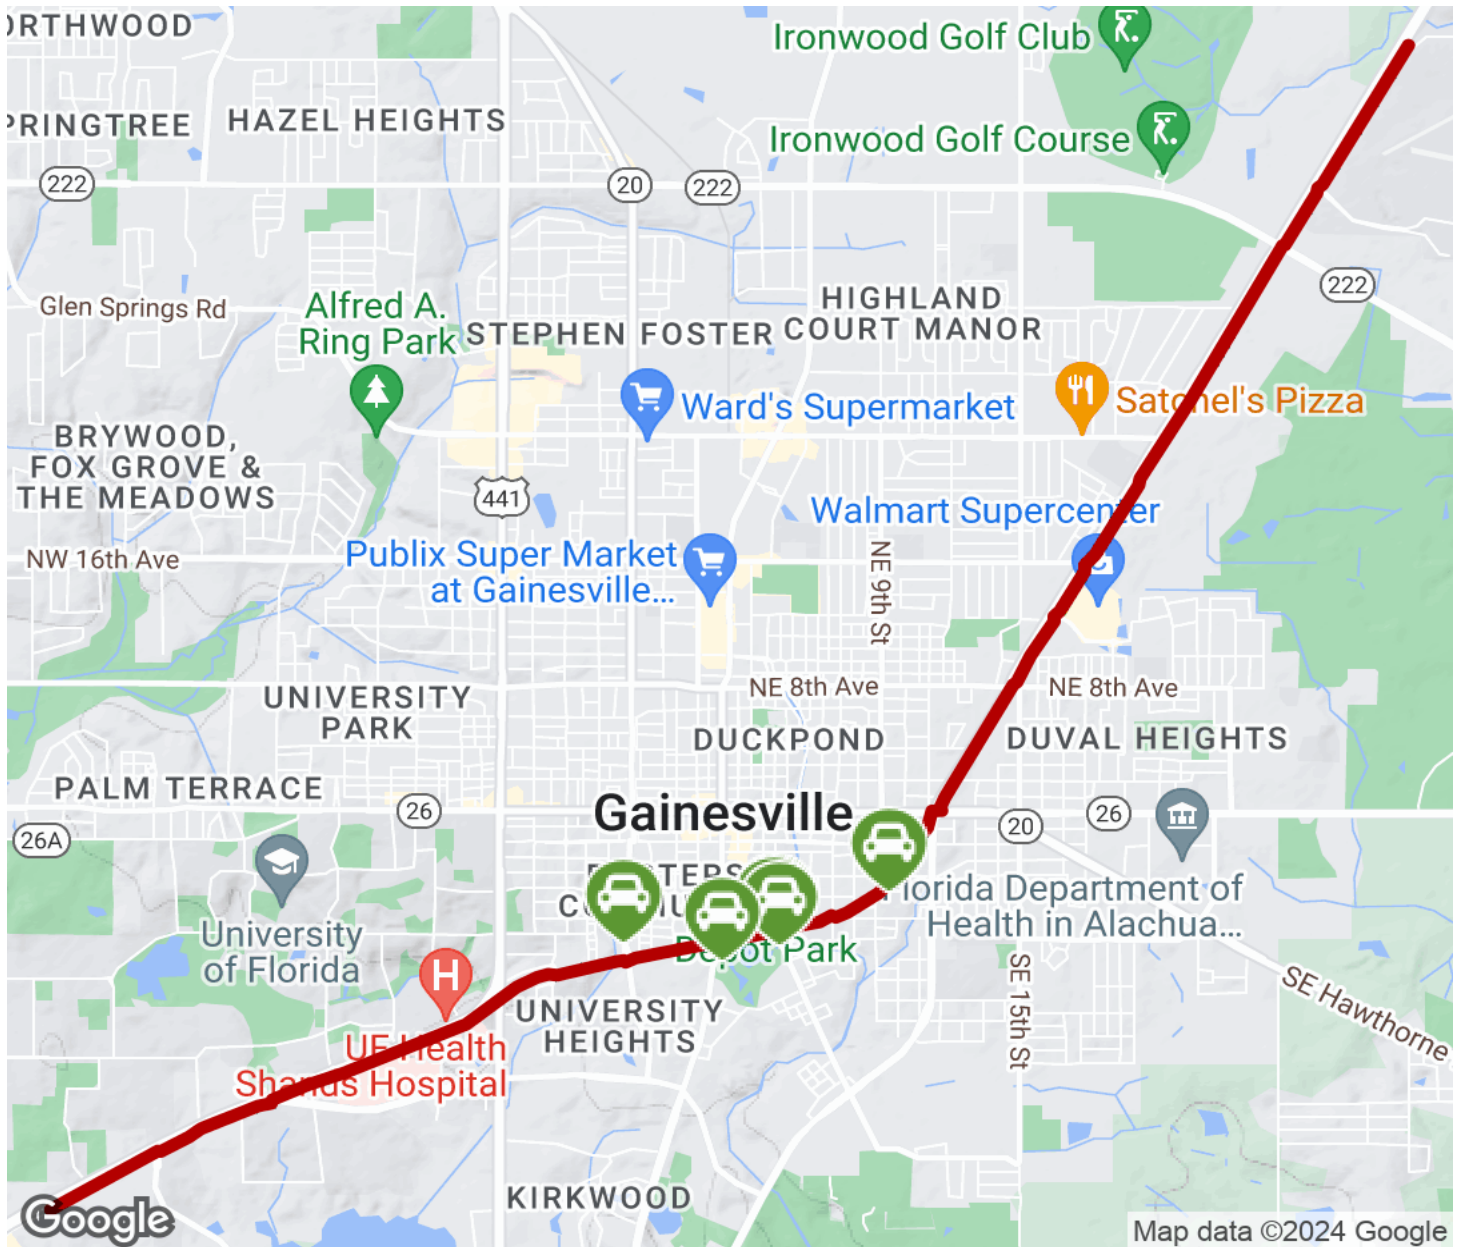 ORTHWOOD
Ironwood Golf Club
PRINGTREE
HAZEL HEIGHTS
Ironwood Golf Course
222
20
222
Glen Springs Rd
Alfred A.
Ring Park
STEPHEN FOSTER
HIGHLAND
COURT MANOR
222
Ward's Supermarket
Satchel's Pizza
BRYWOOD,
FOX GROVE &
THE MEADOWS
441
Walmart Supercenter
NW 16th Ave
Publix Super Market
at Gainesville...
NE 9th St
UNIVERSITY
PARK
NE 8th Ave
NE 8th Ave
DUCKPOND
DUVAL HEIGHTS
PALM TERRACE
26
Gainesville
20
26
26A
Florida Department of
Health in Alachua...
University
of Florida
Depot Park
H
SE 15th St
SE Hawthorne
UNIVERSITY
HEIGHTS
UF Health
Shands Hospital
KIRKWOOD
Google
Map data ©2024 Google